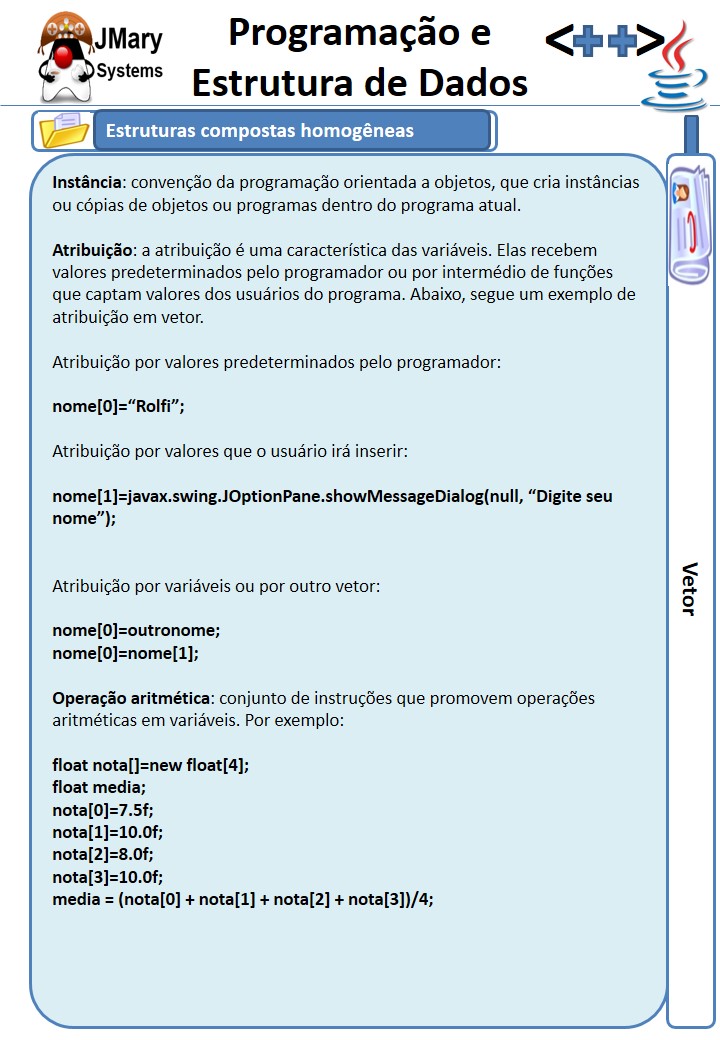 JMary
Systems
Programação e
Estrutura de Dados
<++>
Estruturas compostas homogêneas
Instância: convenção da programação orientada a objetos, que cria instâncias
ou cópias de objetos ou programas dentro do programa atual.
Atribuição: a atribuição é uma característica das variáveis. Elas recebem
valores predeterminados pelo programador ou por intermédio de funções
que captam valores dos usuários do programa. Abaixo, segue um exemplo de
atribuição em vetor.
Atribuição por valores predeterminados pelo programador:
nome[0]=“Rolfi”;
Atribuição por valores que o usuário irá inserir:
nome[1]=javax.swing.JOptionPane.showMessageDialog(null, “Digite seu
nome”);
Atribuição por variáveis ou por outro vetor:
nome[0]=outronome;
nome[0]=nome[1];
Operação aritmética: conjunto de instruções que promovem operações
aritméticas em variáveis. Por exemplo:
float nota[]=new float[4];
float media;
nota[0]=7.5f;
nota[1]=10.0f;
nota[2]=8.0f;
nota[3]=10.0f;
media = (nota[0] + nota[1] + nota[2] + nota[3])/4;
Vetor